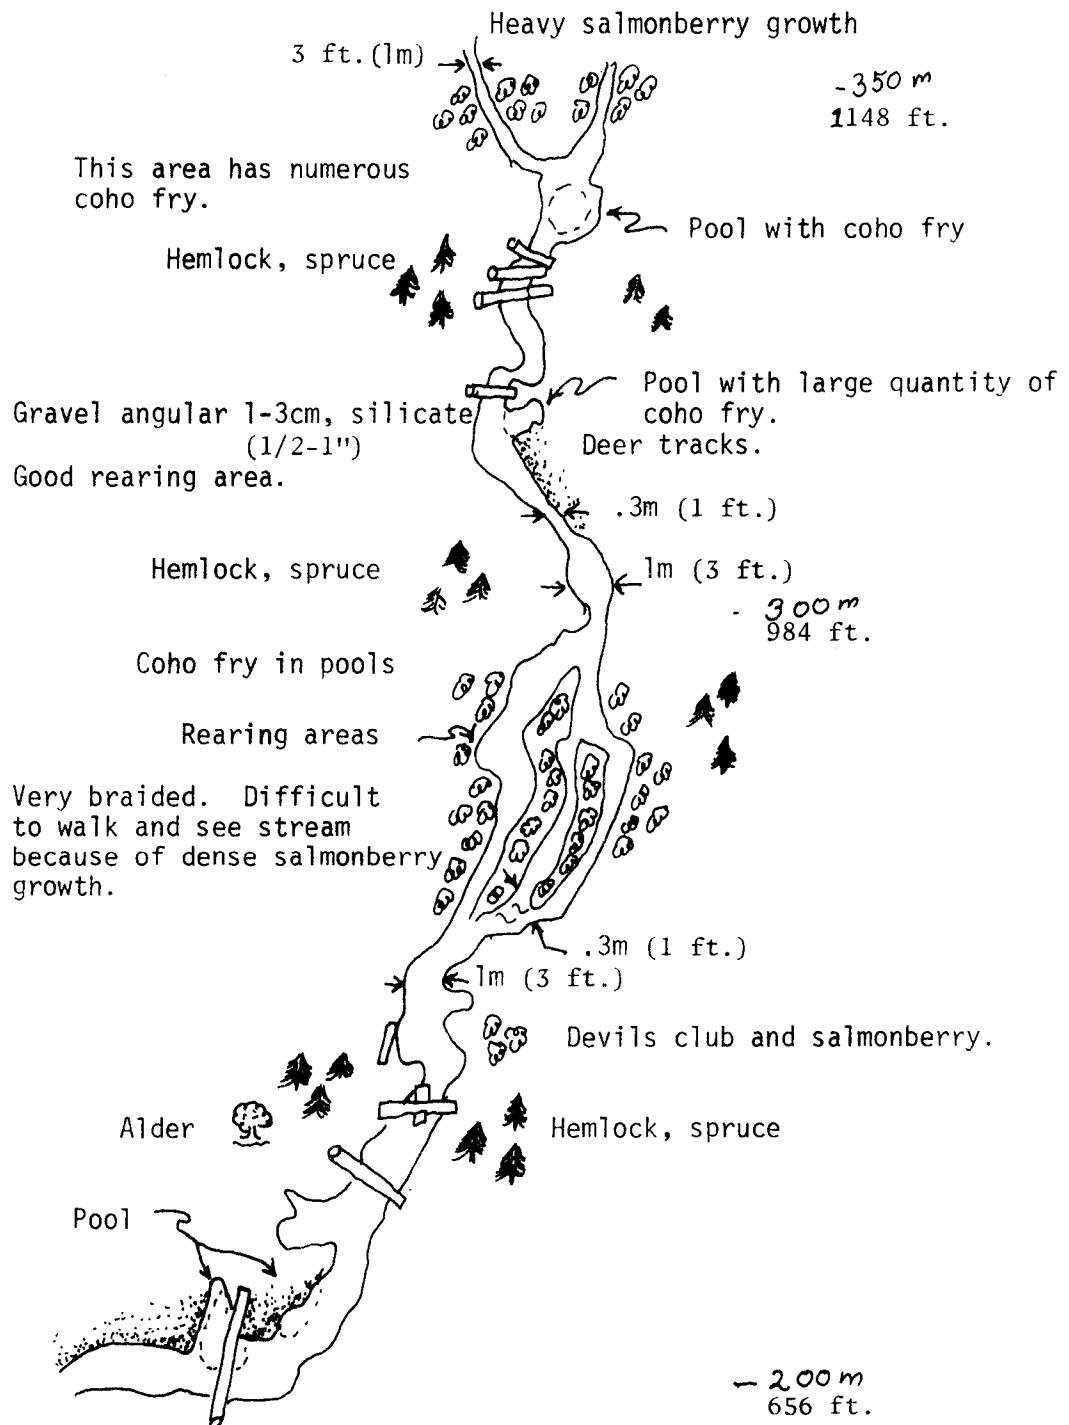 Heavy salmonberry growth
3 ft.(1m)
-350 m
1148 ft.
This area has numerous
coho fry.
Pool with coho fry
Hemlock, spruce
Pool with large quantity of
coho fry.
Gravel angular 1-3cm, silicate
(1/2-1")
Deer tracks.
Good rearing area.
.3m (1 ft.)
Hemlock, spruce
1m (3 ft.)
- 300m
984 ft.
Coho fry in pools
Rearing areas
Very braided. Difficult
to walk and see stream
because of dense salmonberry
growth.
.3m (1 ft.)
1m (3 ft.)
Devils club and salmonberry.
Alder
Hemlock, spruce
Pool
- 200m
656 ft.